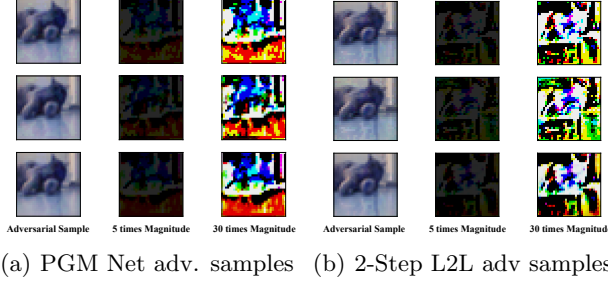 Adversarial Sample 5 times Magnitude 30 times Magnitude Adversarial Sample 5 times Magnitude 30 times Magnitud
(a) PGM Net adv. samples (b) 2-Step L2L adv samples